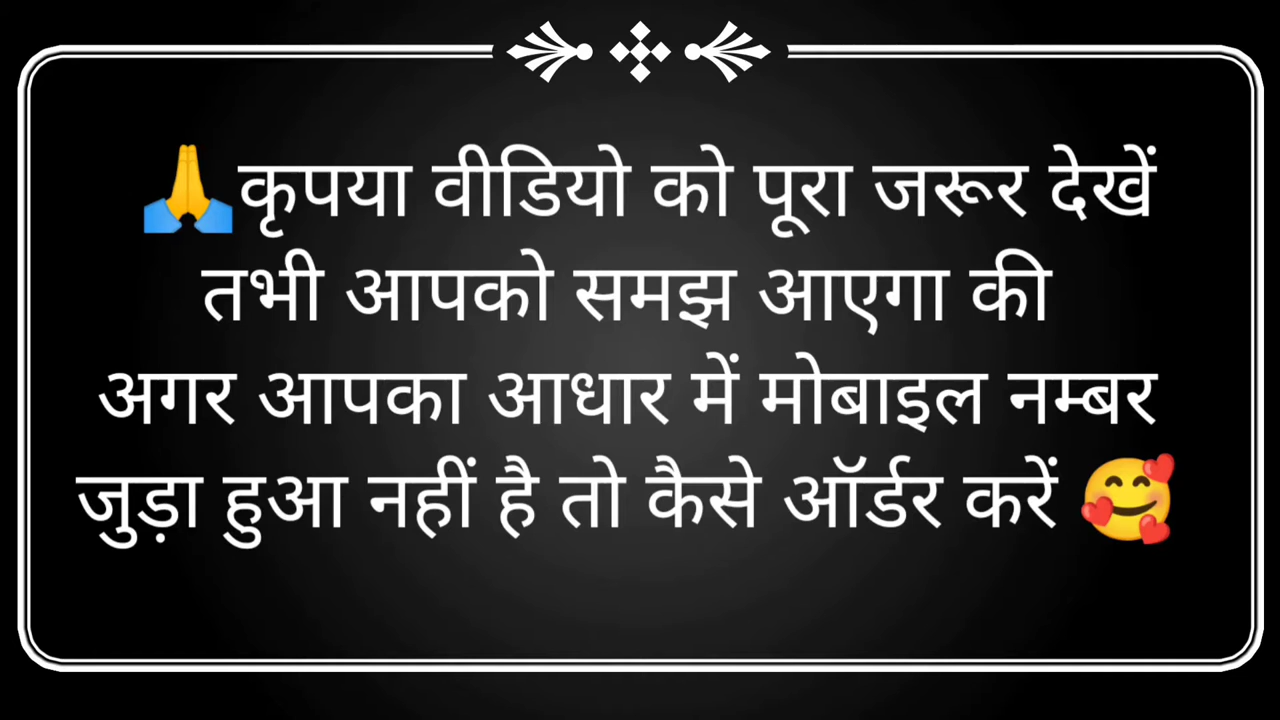 🙏कृपया वीडियो को पूरा जरूर देखें
तभी आपको समझ आएगा की
अगर आपका आधार में मोबाइल नम्बर
जुड़ा हुआ नहीं है तो कैसे ऑर्डर करें 🥰